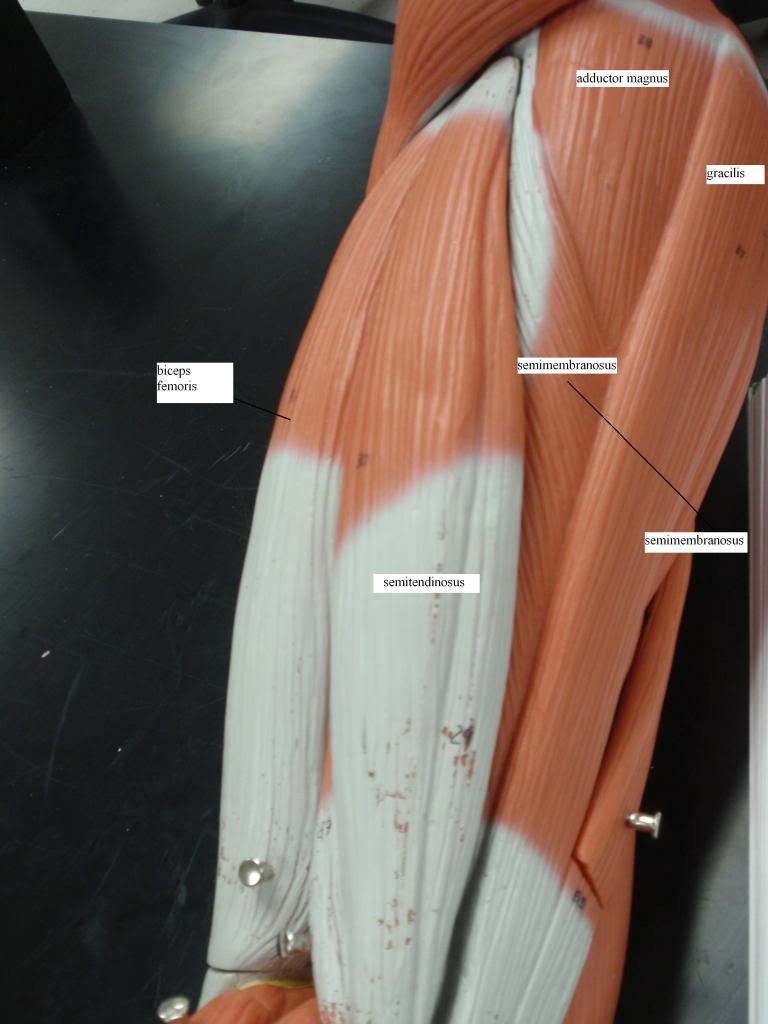 adductor magnus
gracilis
semimembranosus
biceps
femoris
semimembranosus
semitendinosus